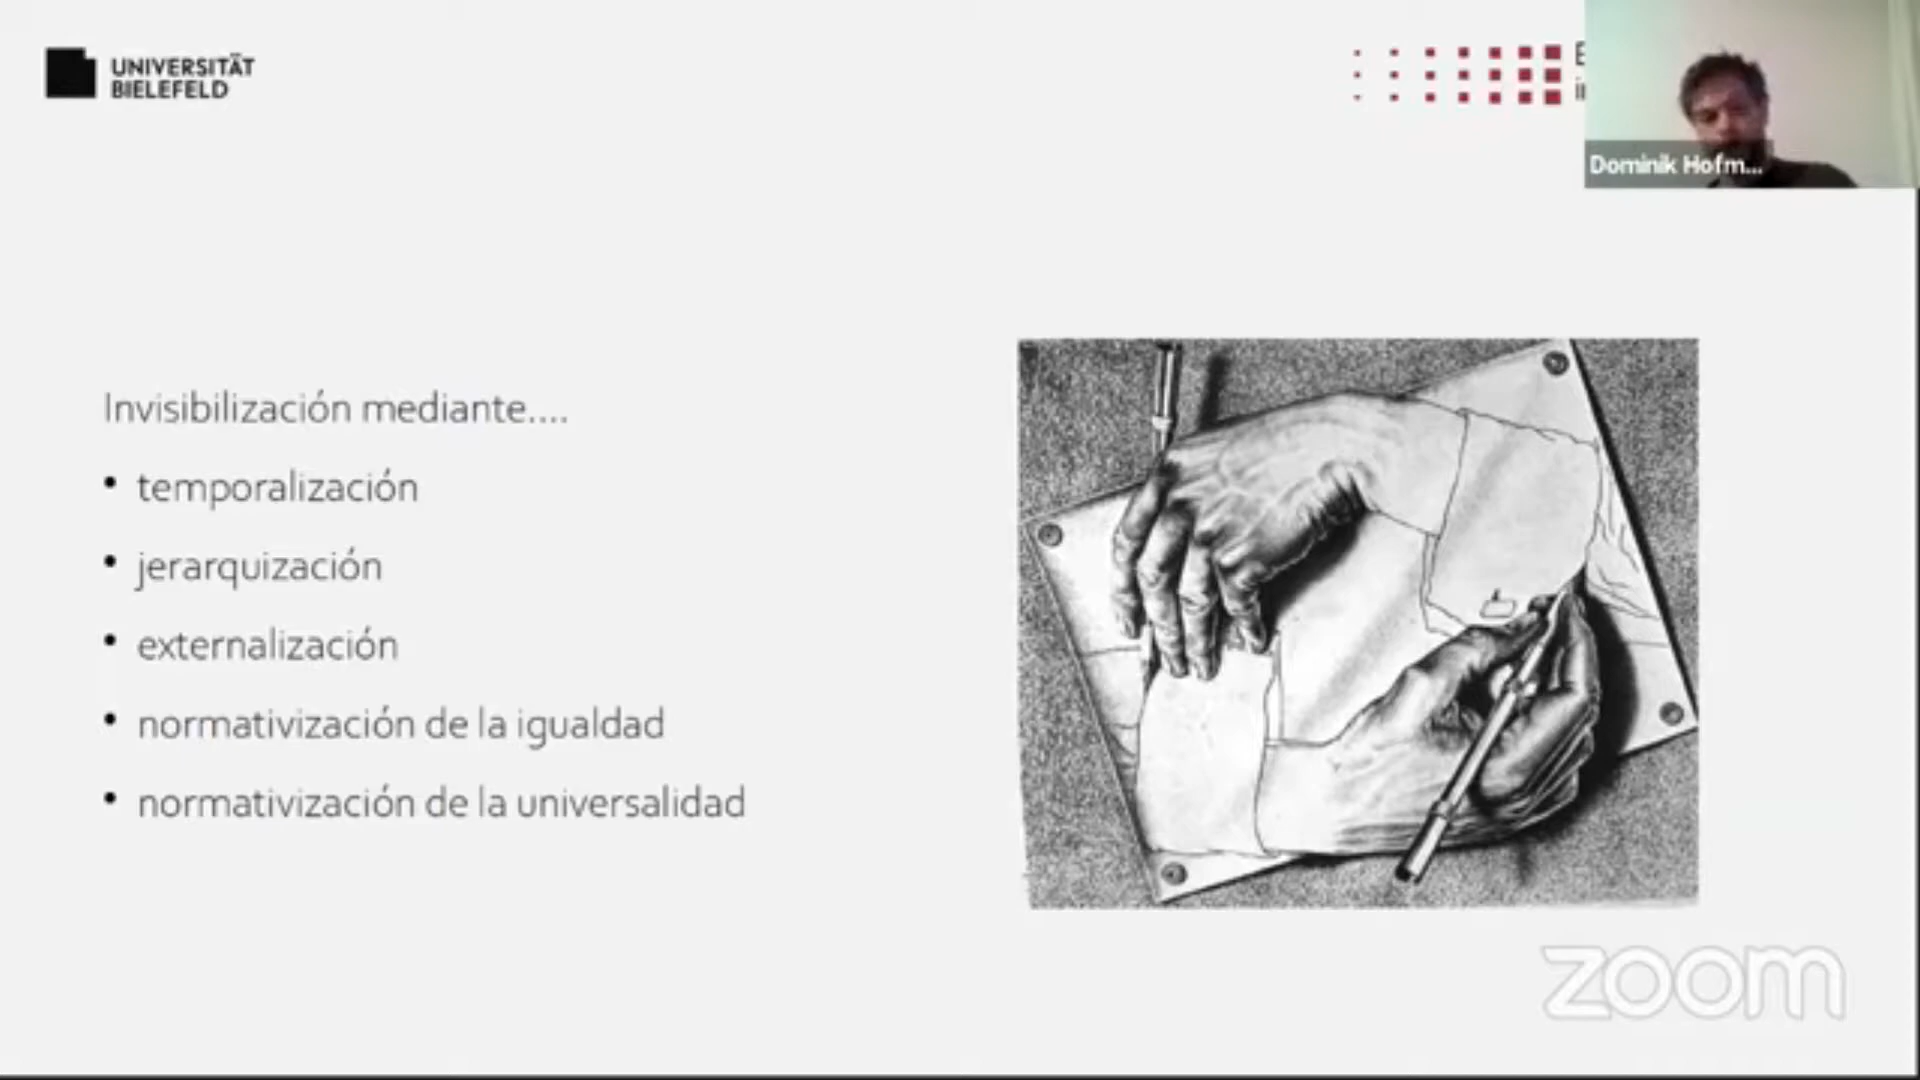 UNIVERSITÄT
BIELEFELD
Dominik Hofm...
Invisibilización mediante....
• temporalización
• jerarquización
• externalización
• normativización de la igualdad
• normativización de la universalidad
zoom